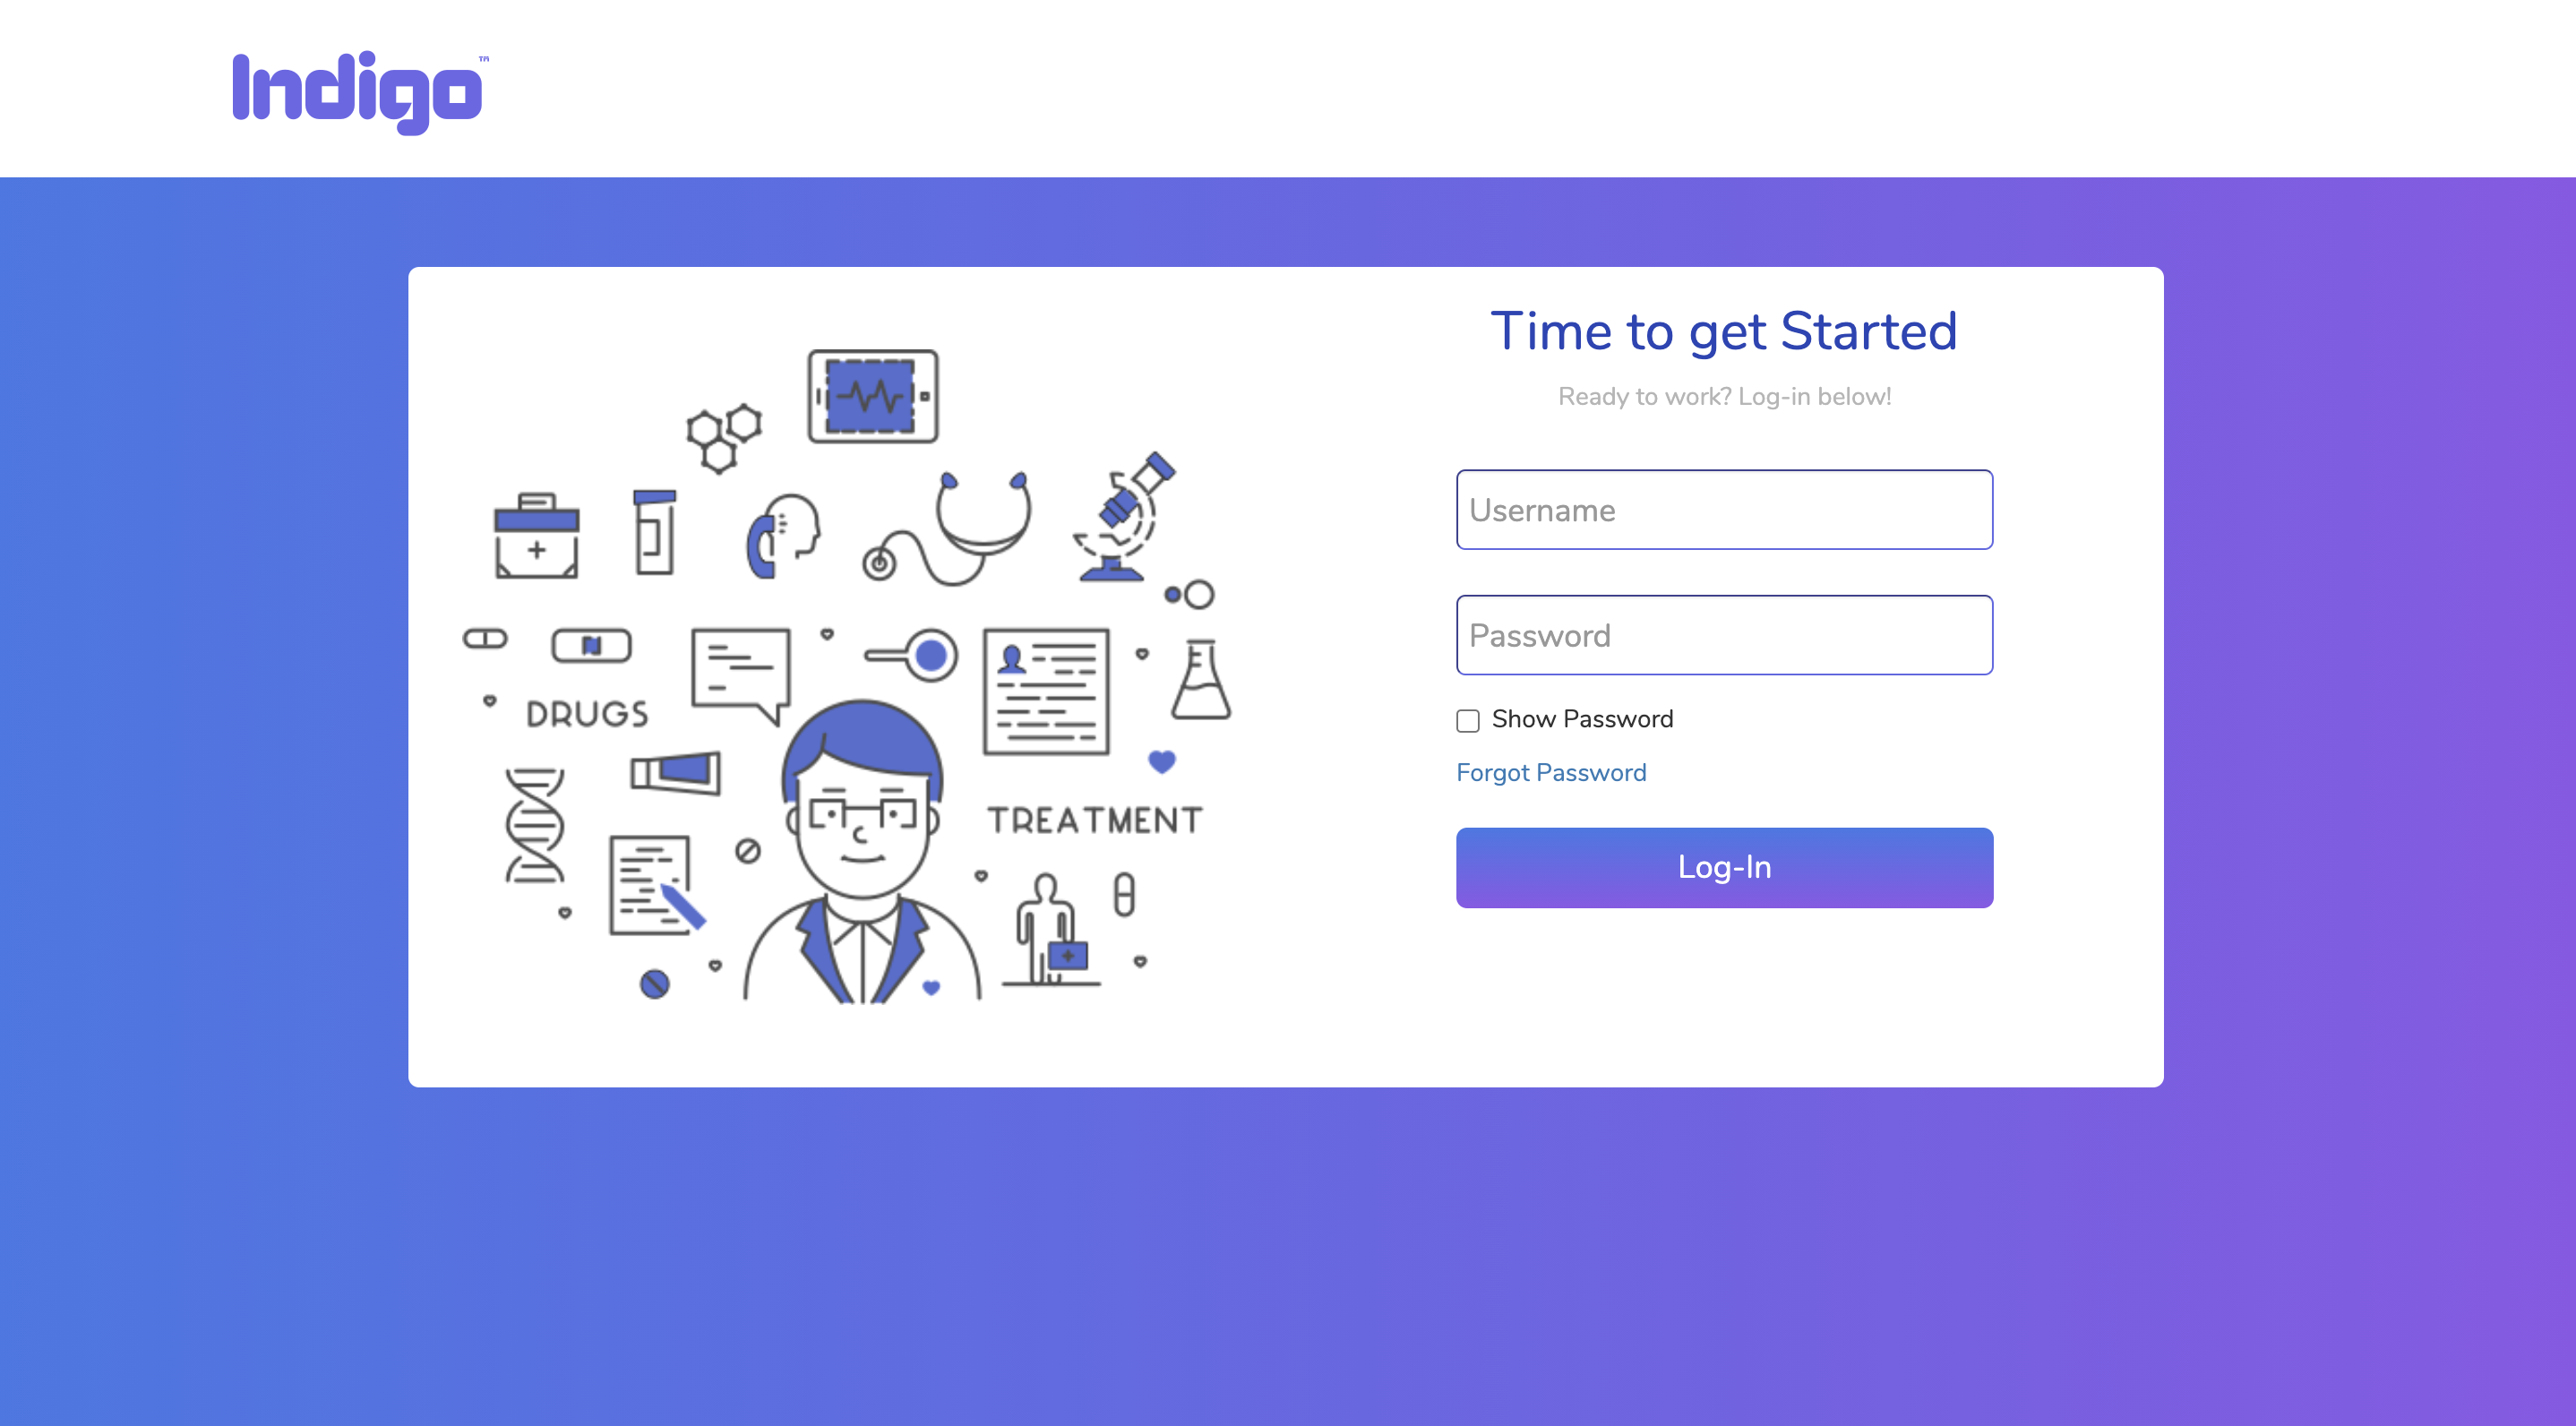 Indigo™
Time to get Started
Ready to work? Log-in below!
Username
Password
Show Password
Forgot Password
Log-In
DRUGS
TREATMENT